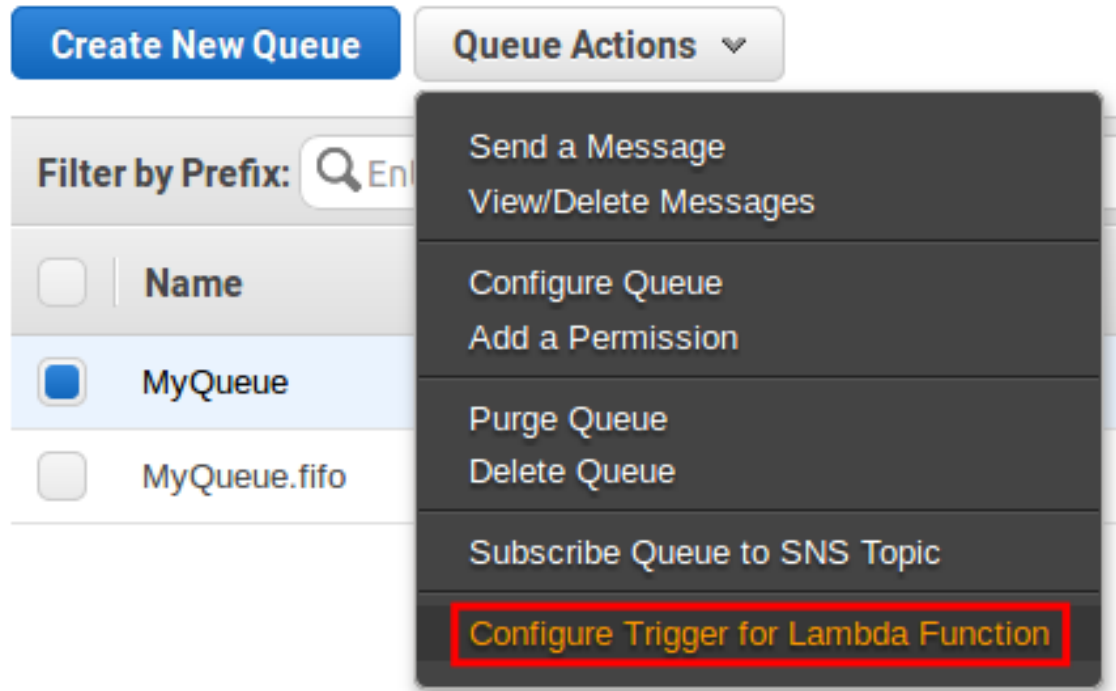 Create New Queue
Queue Actions
Filter by Prefix:
Send a Message
View/Delete Messages
Name
Configure Queue
Add a Permission
MyQueue
Purge Queue
MyQueue.fifo
Delete Queue
Subscribe Queue to SNS Topic
Configure Trigger for Lambda Function